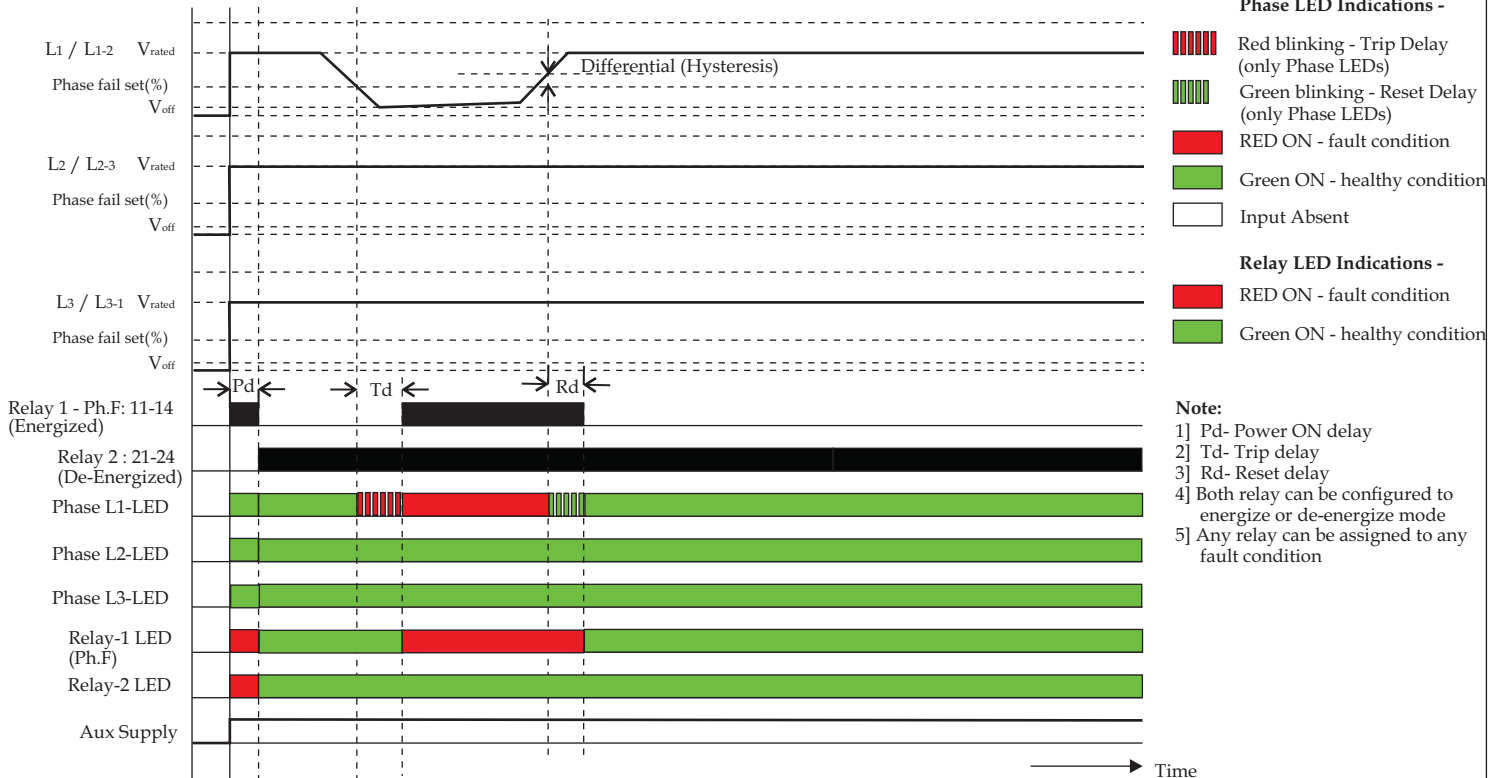 Phase LED Indications -
L1 / L1-2 Vrated
Phase fail set(%)
Voff
Differential (Hysteresis)
Red blinking - Trip Delay
(only Phase LEDs)
Green blinking - Reset Delay
(only Phase LEDs)
RED ON - fault condition
Green ON - healthy condition
Input Absent
L2 / L2-3 Vrated
Phase fail set(%)
Voff
Relay LED Indications -
RED ON - fault condition
Green ON - healthy condition
L3 / L3-1 Vrated
Phase fail set(%)
Voff
Pd
Td
Rd
Relay 1 - Ph.F: 11-14
(Energized)
Relay 2 : 21-24
(De-Energized)
Phase L1-LED
Phase L2-LED
Phase L3-LED
Relay-1 LED
(Ph.F)
Relay-2 LED
Aux Supply
Time
Note:
1] Pd- Power ON delay
2] Td- Trip delay
3] Rd- Reset delay
4] Both relay can be configured to
energize or de-energize mode
5] Any relay can be assigned to any
fault condition